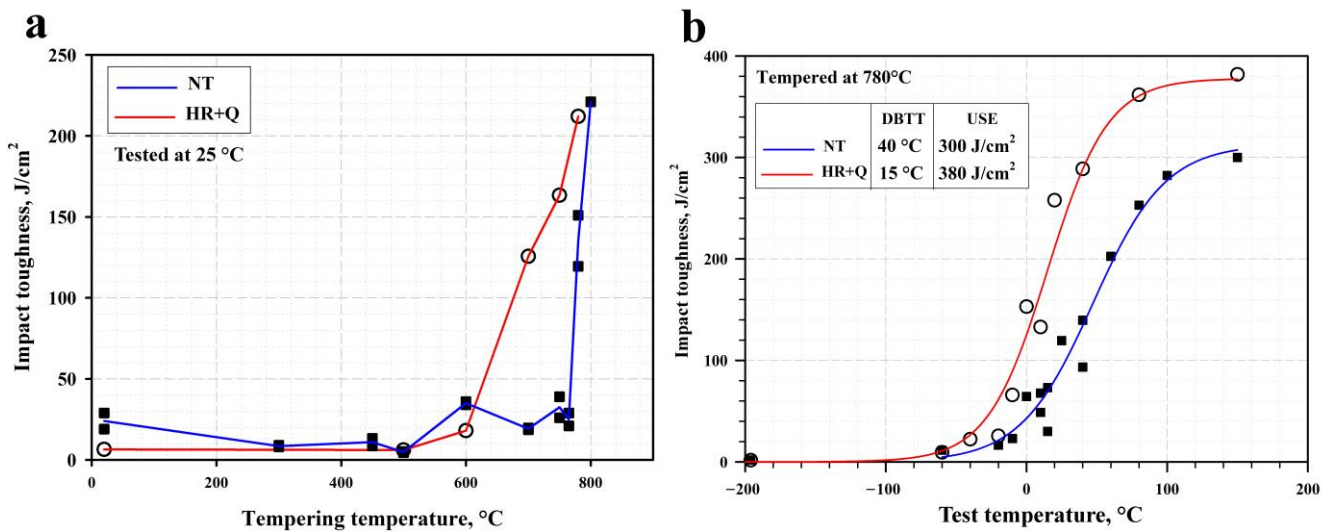 a
250
200
150
100
50
0
0
200
400
600
800
Impact toughness, J/cm²
Tempering temperature, °C
NT
HR+Q
Tested at 25 °C
b
400
300
200
100
0
−200
−100
0
100
200
Impact toughness, J/cm²
Test temperature, °C
Tempered at 780°C
DBTT USE
NT 40 °C 300 J/cm²
HR+Q 15 °C 380 J/cm²